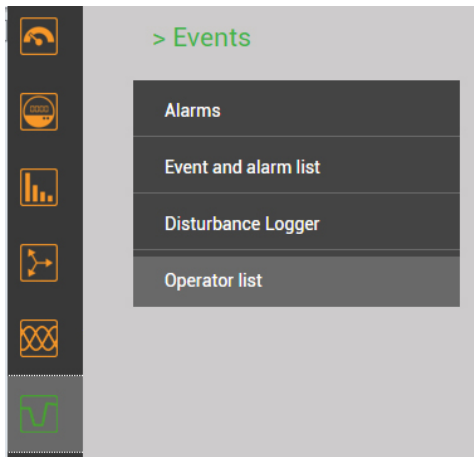 > Events
Alarms
Event and alarm list
Disturbance Logger
Operator list